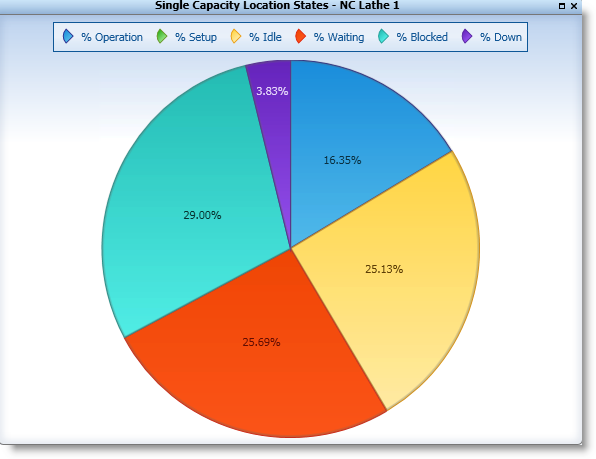 Single Capacity Location States - NC Lathe 1
% Operation % Setup % Idle % Waiting % Blocked % Down
3.83%
16.35%
29.00%
25.13%
25.69%